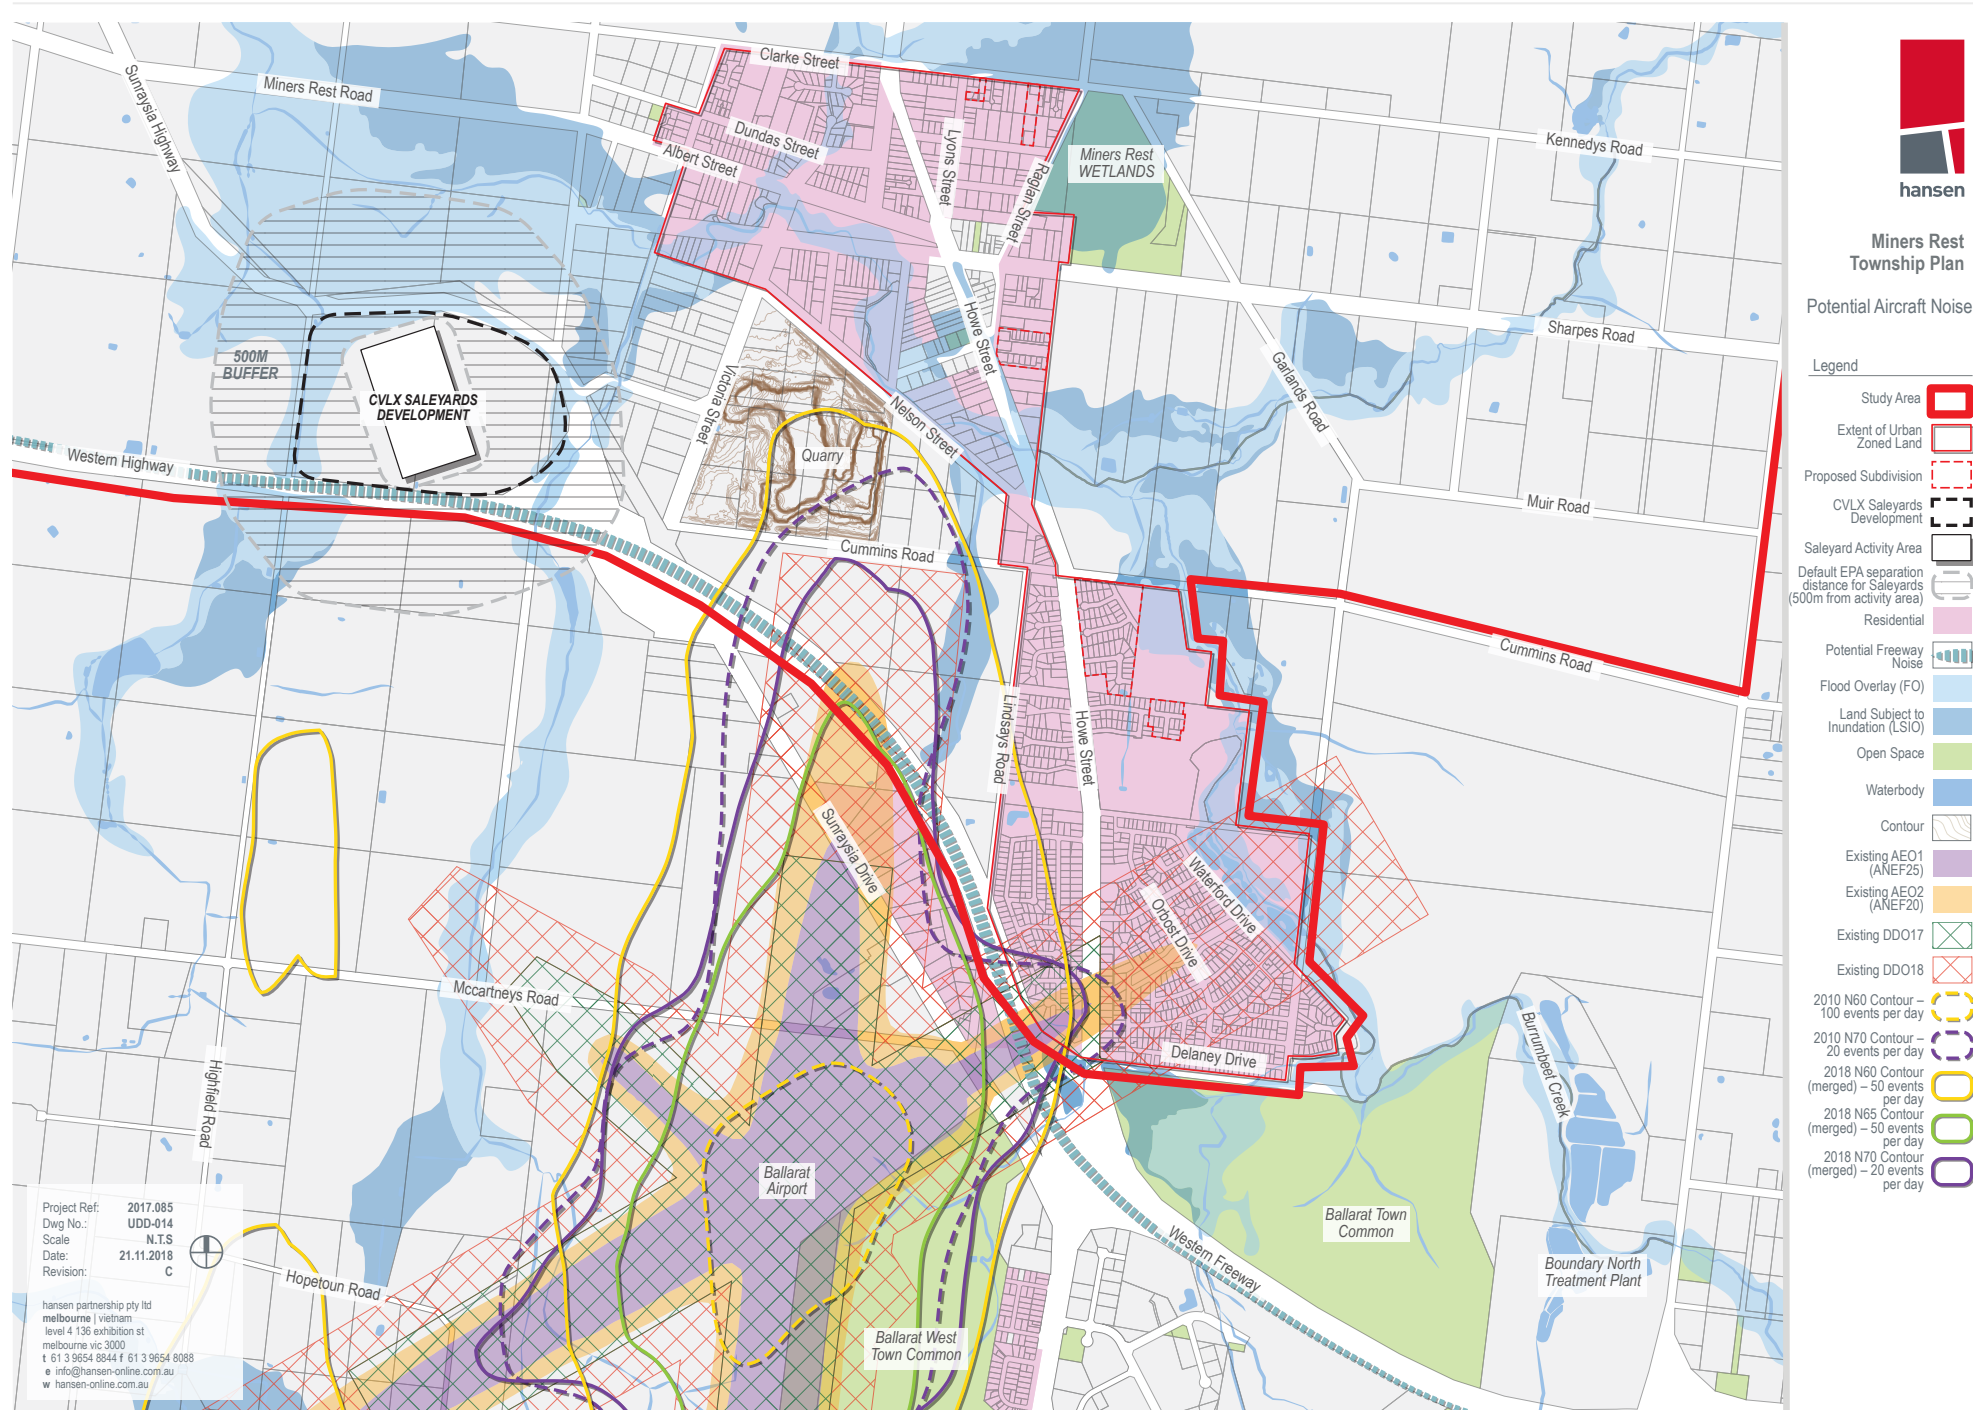 Clarke Street
Miners Rest Road
Sunraysia Highway
Dundas Street
Albert Street
Lyons Street
Raglan Street
Miners Rest
WETLANDS
Kennedys Road
Sharpes Road
Garlands Road
Howe Street
Nelson Street
Victoria Street
500M
BUFFER
CVLX SALEYARDS
DEVELOPMENT
Western Highway
Quarry
Muir Road
Cummins Road
Cummins Road
Lindsays Road
Howe Street
Sunraysia Drive
Waterford Drive
Orbost Drive
Mccartneys Road
Delaney Drive
Burrumbeet Creek
Highfield Road
Ballarat
Airport
Ballarat Town
Common
Western Freeway
Boundary North
Treatment Plant
Hopetoun Road
Ballarat West
Town Common
Project Ref: 2017.085
Dwg No.: UDD-014
Scale N.T.S
Date: 21.11.2018
Revision: C
hansen partnership pty ltd
melbourne | vietnam
level 4 136 exhibition st
melbourne vic 3000
t 61 3 9654 8844 f 61 3 9654 8088
e info@hansen-online.com.au
w hansen-online.com.au
hansen
Miners Rest
Township Plan
Potential Aircraft Noise
Legend
Study Area
Extent of Urban
Zoned Land
Proposed Subdivision
CVLX Saleyards
Development
Saleyard Activity Area
Default EPA separation
distance for Saleyards
(500m from activity area)
Residential
Potential Freeway
Noise
Flood Overlay (FO)
Land Subject to
Inundation (LSIO)
Open Space
Waterbody
Contour
Existing AEO1
(ANEF25)
Existing AEO2
(ANEF20)
Existing DDO17
Existing DDO18
2010 N60 Contour –
100 events per day
2010 N70 Contour –
20 events per day
2018 N60 Contour
(merged) – 50 events
per day
2018 N65 Contour
(merged) – 50 events
per day
2018 N70 Contour
(merged) – 20 events
per day